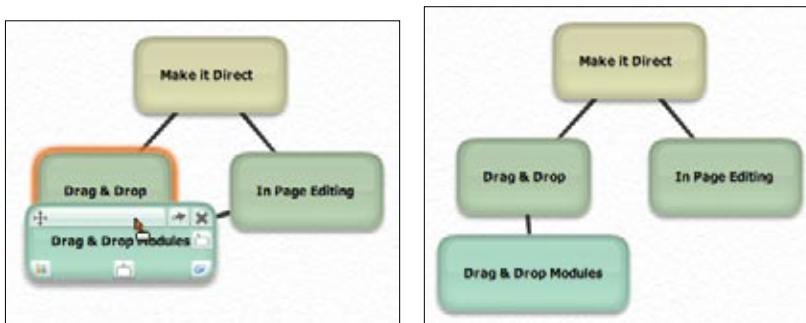 Make it Direct
Drag & Drop
In Page Editing
Drag & Drop Modules
Make it Direct
Drag & Drop
In Page Editing
Drag & Drop Modules